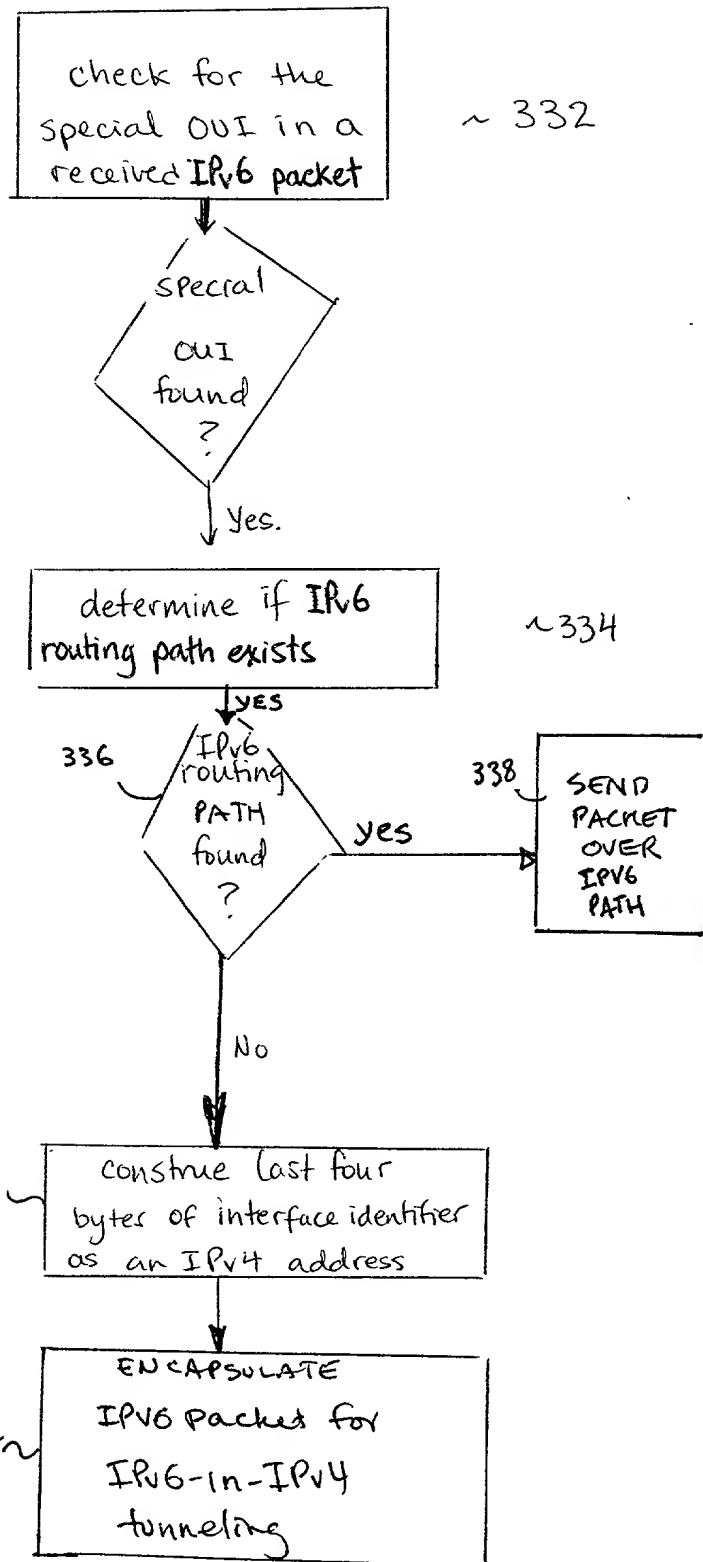 check for the
special OUI in a
received IPv6 packet
~ 332
special
OUI
found
?
Yes.
determine if IPv6
routing path exists
~334
YES
336
IPv6
routing
PATH
found
?
yes
338
SEND
PACKET
OVER
IPV6
PATH
No
construe last four
bytes of interface identifier
as an IPv4 address
ENCAPSULATE
IPV6 packet for
IPv6-in-IPv4
tunneling